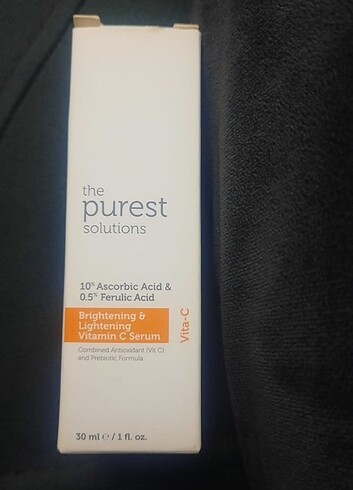 the
purest
solutions
10% Ascorbic Acid &
0.5% Ferulic Acid
Brightening &
Lightening
Vitamin C Serum
Vita-C
Combined Antioxidant (Vit C)
and Prebiotic Formula
30 ml ℮ / 1 fl. oz.